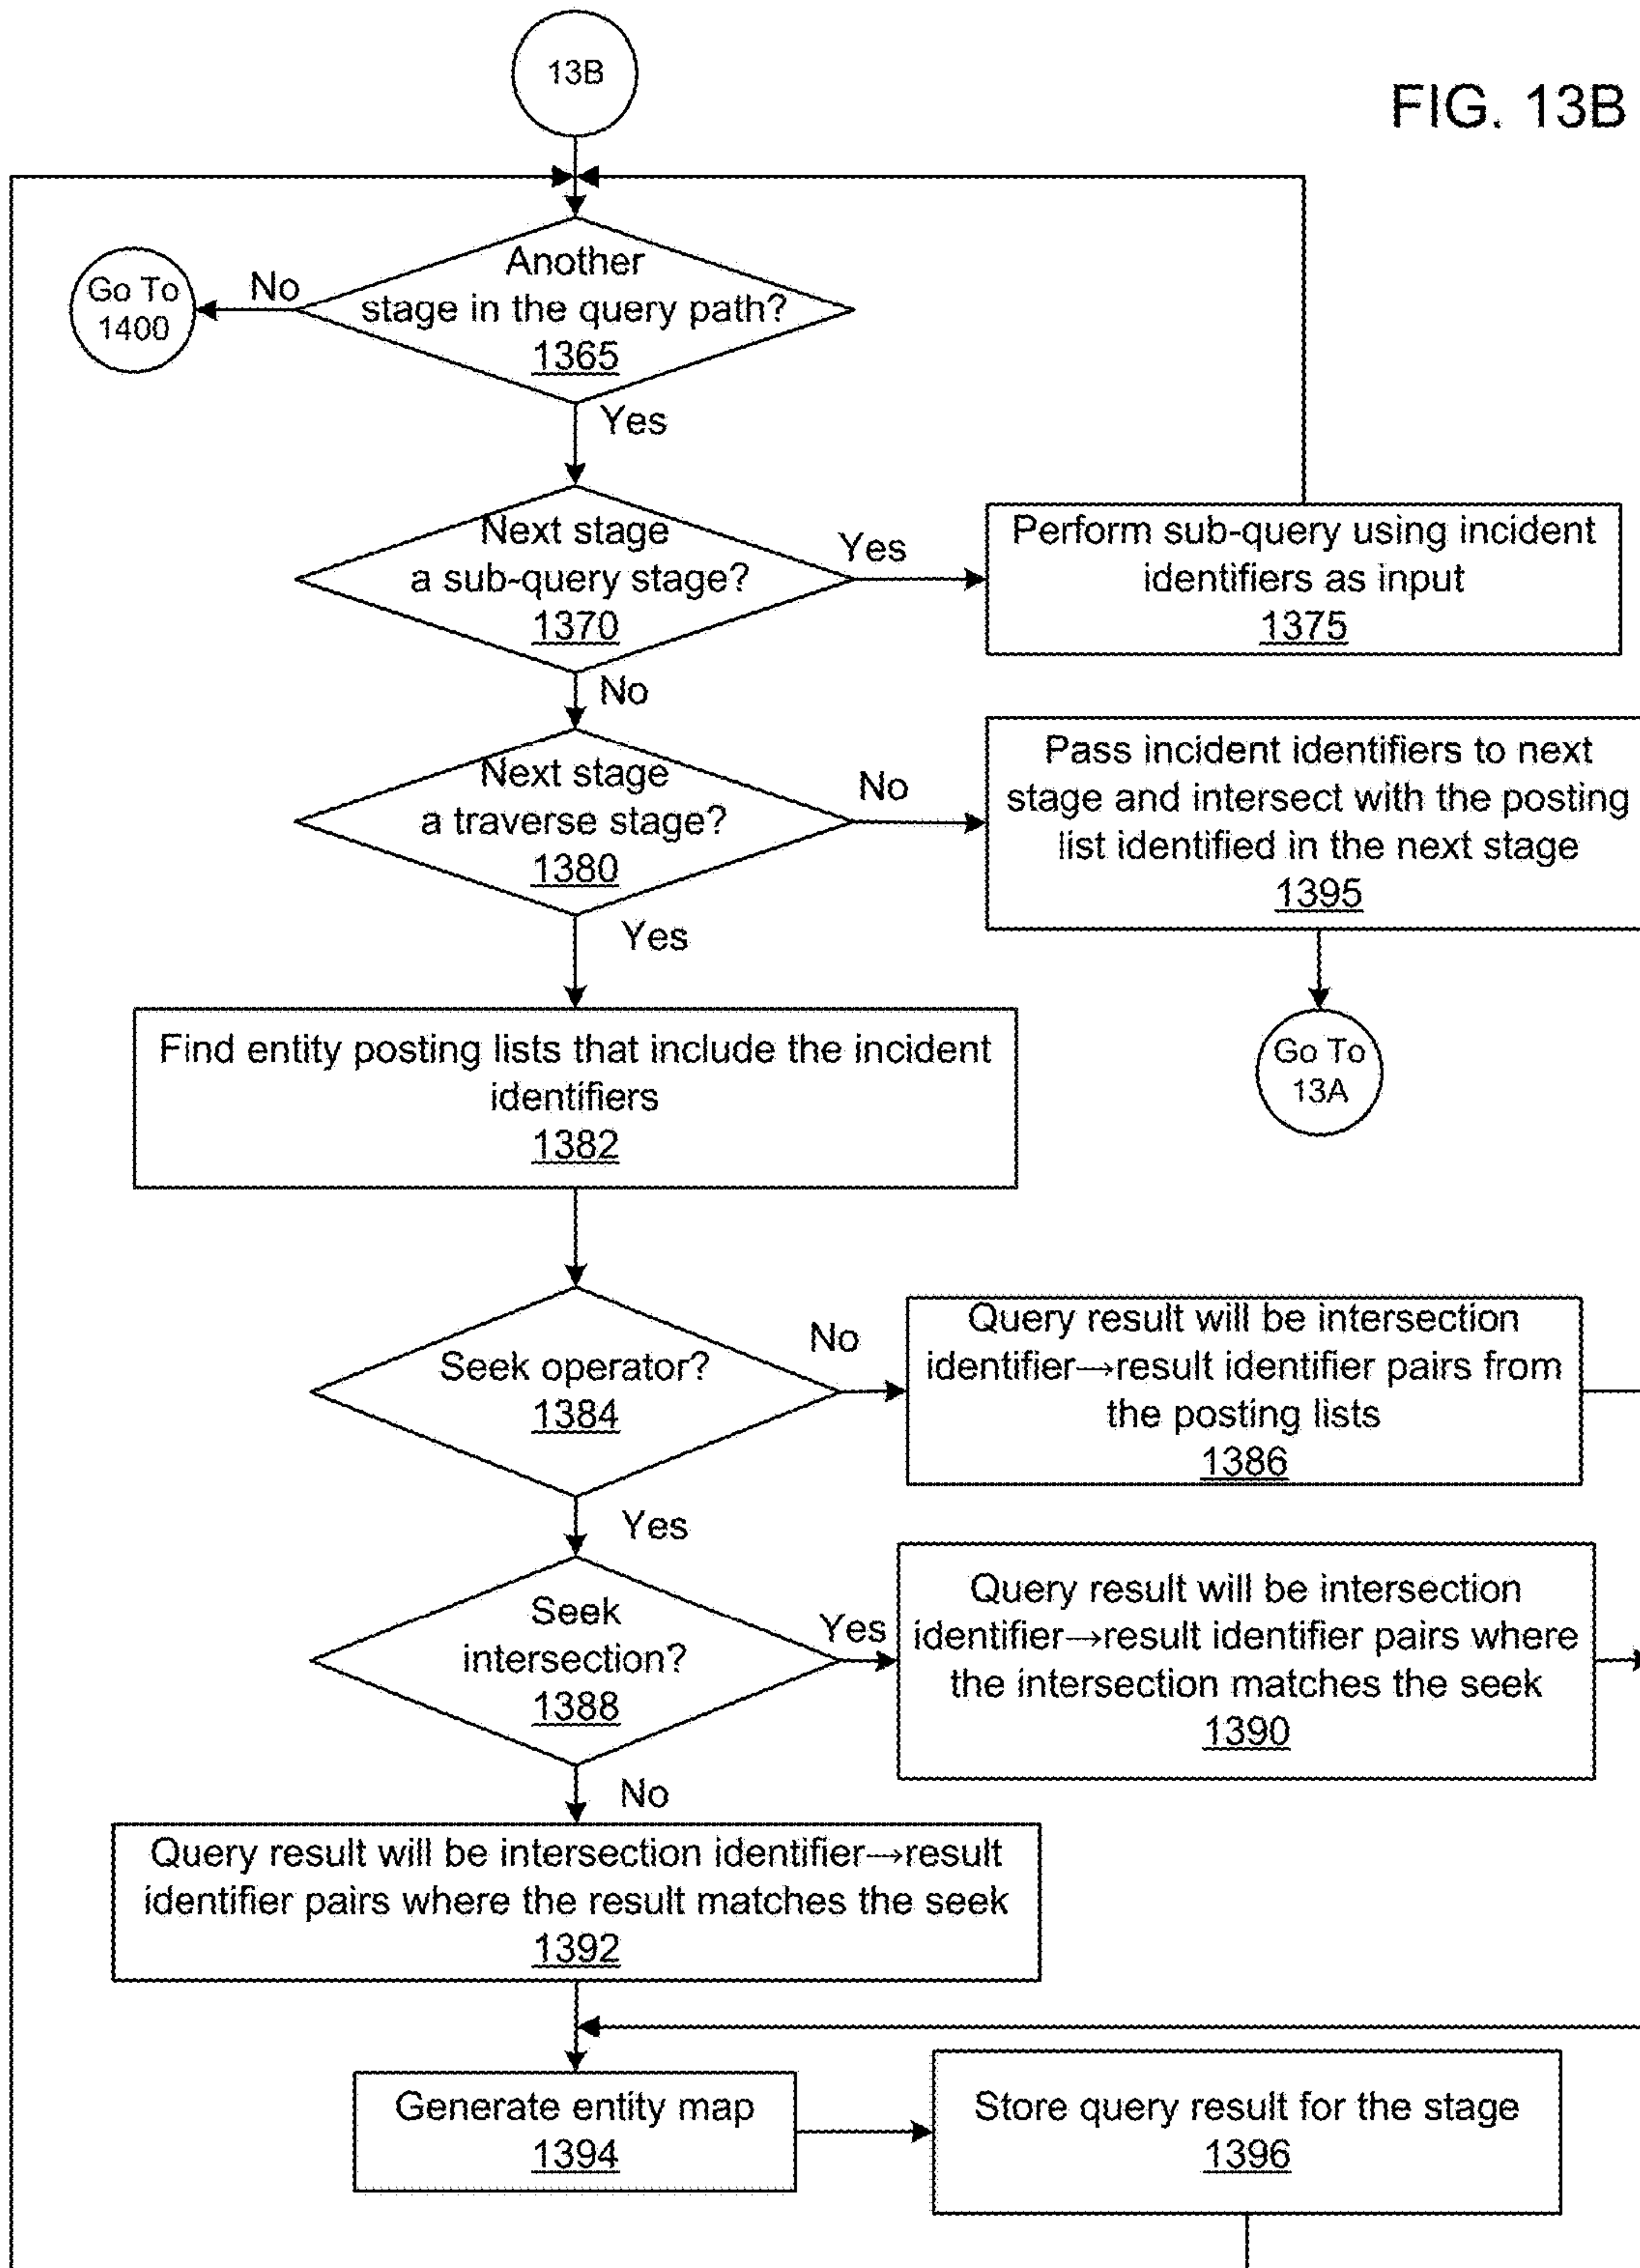 13B
FIG. 13B
Another
stage in the query path?
1365
No
Go To
1400
Yes
Next stage
a sub-query stage?
1370
Yes
Perform sub-query using incident
identifiers as input
1375
No
Next stage
a traverse stage?
1380
No
Pass incident identifiers to next
stage and intersect with the posting
list identified in the next stage
1395
Yes
Go To
13A
Find entity posting lists that include the incident
identifiers
1382
Seek operator?
1384
No
Query result will be intersection
identifier→result identifier pairs from
the posting lists
1386
Yes
Seek
intersection?
1388
Yes
Query result will be intersection
identifier→result identifier pairs where
the intersection matches the seek
1390
No
Query result will be intersection identifier→result
identifier pairs where the result matches the seek
1392
Generate entity map
1394
Store query result for the stage
1396